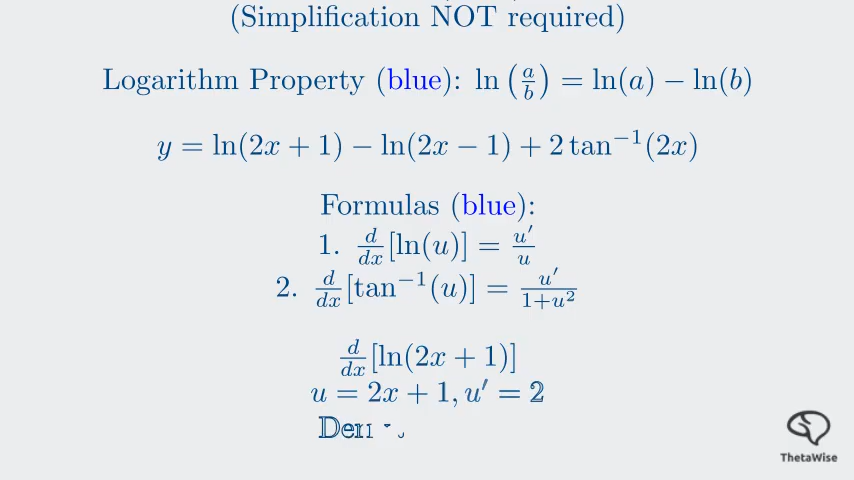 (Simplification NOT required)
Logarithm Property (blue): ln(a/b) = ln(a) − ln(b)
y = ln(2x + 1) − ln(2x − 1) + 2 tan⁻¹(2x)
Formulas (blue):
1. d/dx[ln(u)] = u′/u
2. d/dx[tan⁻¹(u)] = u′/(1+u²)
d/dx[ln(2x + 1)]
u = 2x + 1, u′ = 2
ThetaWise